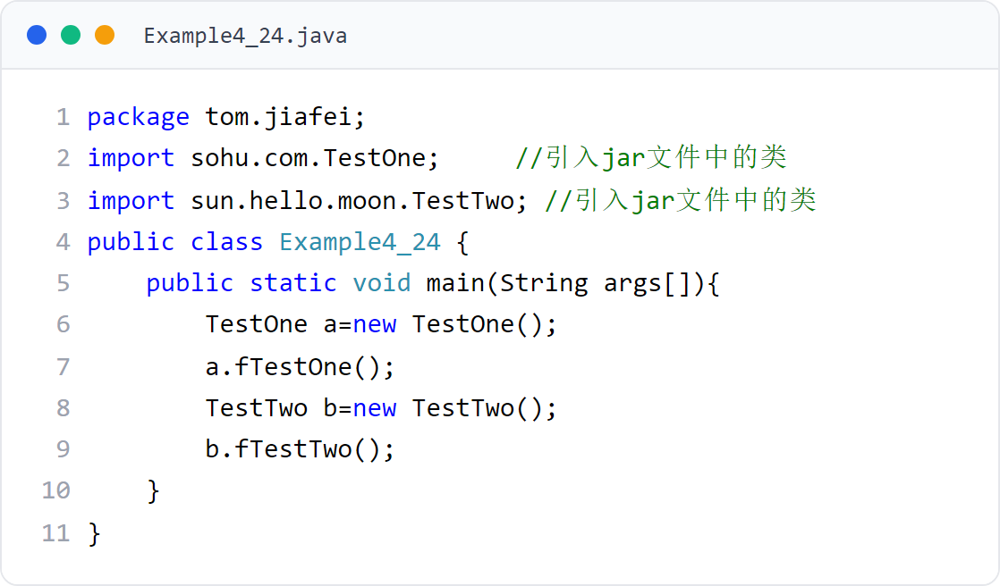 Example4_24.java
1 package tom.jiafei;
2 import sohu.com.TestOne;     //引入jar文件中的类
3 import sun.hello.moon.TestTwo; //引入jar文件中的类
4 public class Example4_24 {
5     public static void main(String args[]){
6         TestOne a=new TestOne();
7         a.fTestOne();
8         TestTwo b=new TestTwo();
9         b.fTestTwo();
10     }
11 }